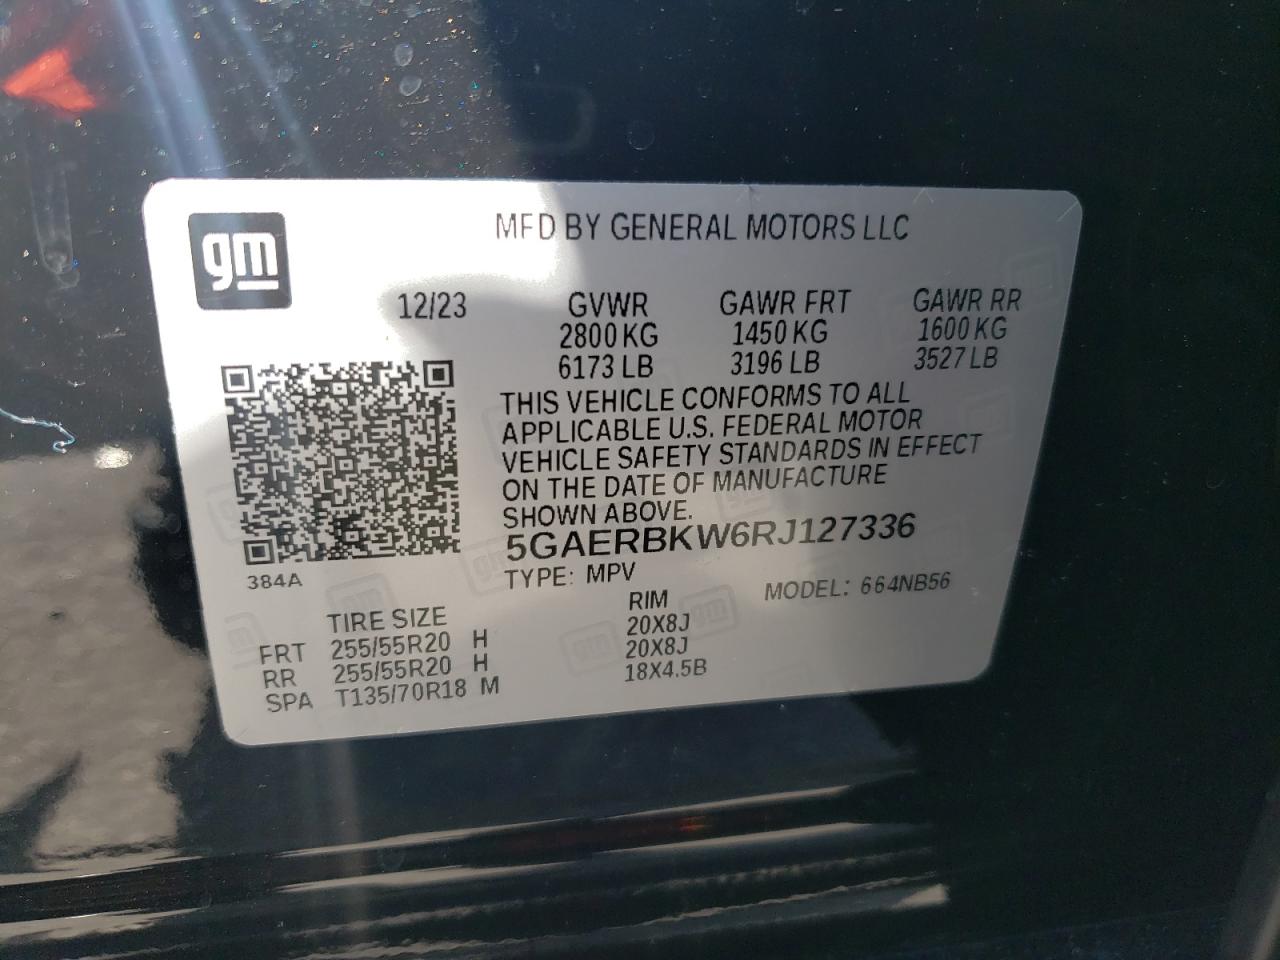 gm
MFD BY GENERAL MOTORS LLC
12/23 GVWR GAWR FRT GAWR RR
2800 KG 1450 KG 1600 KG
6173 LB 3196 LB 3527 LB
THIS VEHICLE CONFORMS TO ALL
APPLICABLE U.S. FEDERAL MOTOR
VEHICLE SAFETY STANDARDS IN EFFECT
ON THE DATE OF MANUFACTURE
SHOWN ABOVE.
5GAERBKW6RJ127336
384A
TYPE: MPV MODEL: 664NB56
TIRE SIZE RIM
FRT 255/55R20 H 20X8J
RR 255/55R20 H 20X8J
SPA T135/70R18 M 18X4.5B